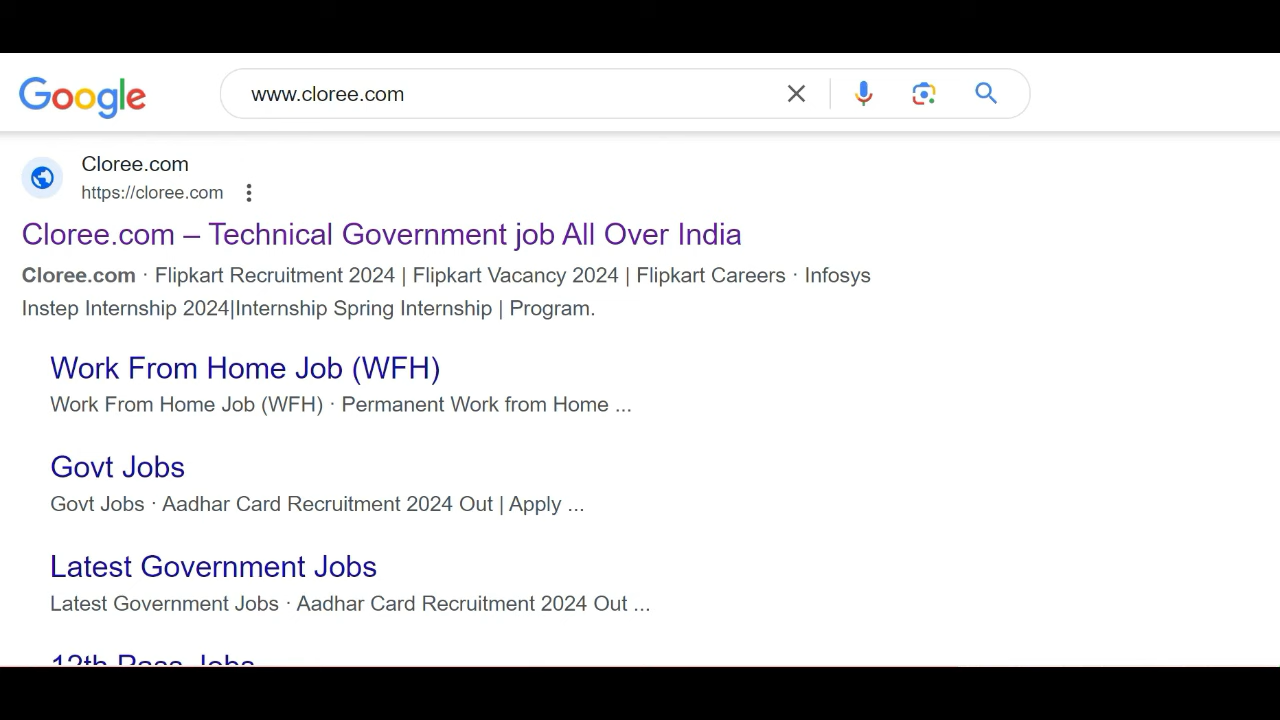 Google
www.cloree.com
Cloree.com
https://cloree.com
Cloree.com – Technical Government job All Over India
Cloree.com · Flipkart Recruitment 2024 | Flipkart Vacancy 2024 | Flipkart Careers · Infosys
Instep Internship 2024|Internship Spring Internship | Program.
Work From Home Job (WFH)
Work From Home Job (WFH) · Permanent Work from Home ...
Govt Jobs
Govt Jobs · Aadhar Card Recruitment 2024 Out | Apply ...
Latest Government Jobs
Latest Government Jobs · Aadhar Card Recruitment 2024 Out ...
12th Pass Jobs